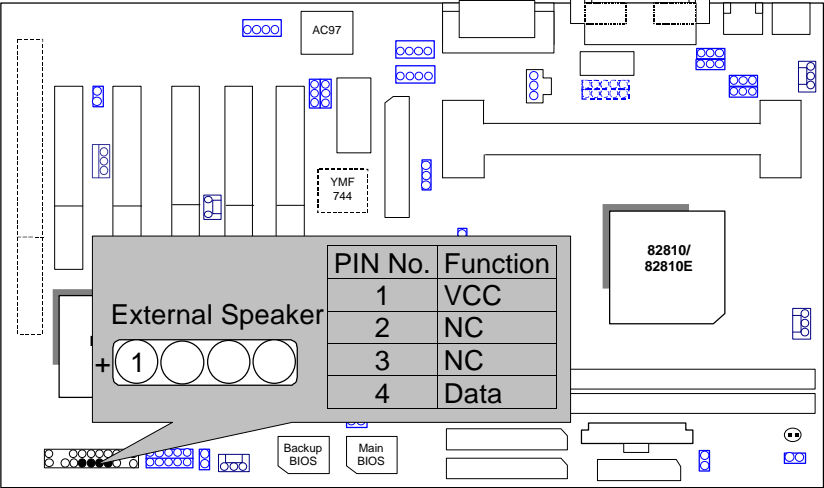 AC97
YMF
744
82810/
82810E
External Speaker
+ 1
PIN No. Function
1 VCC
2 NC
3 NC
4 Data
Backup
BIOS
Main
BIOS